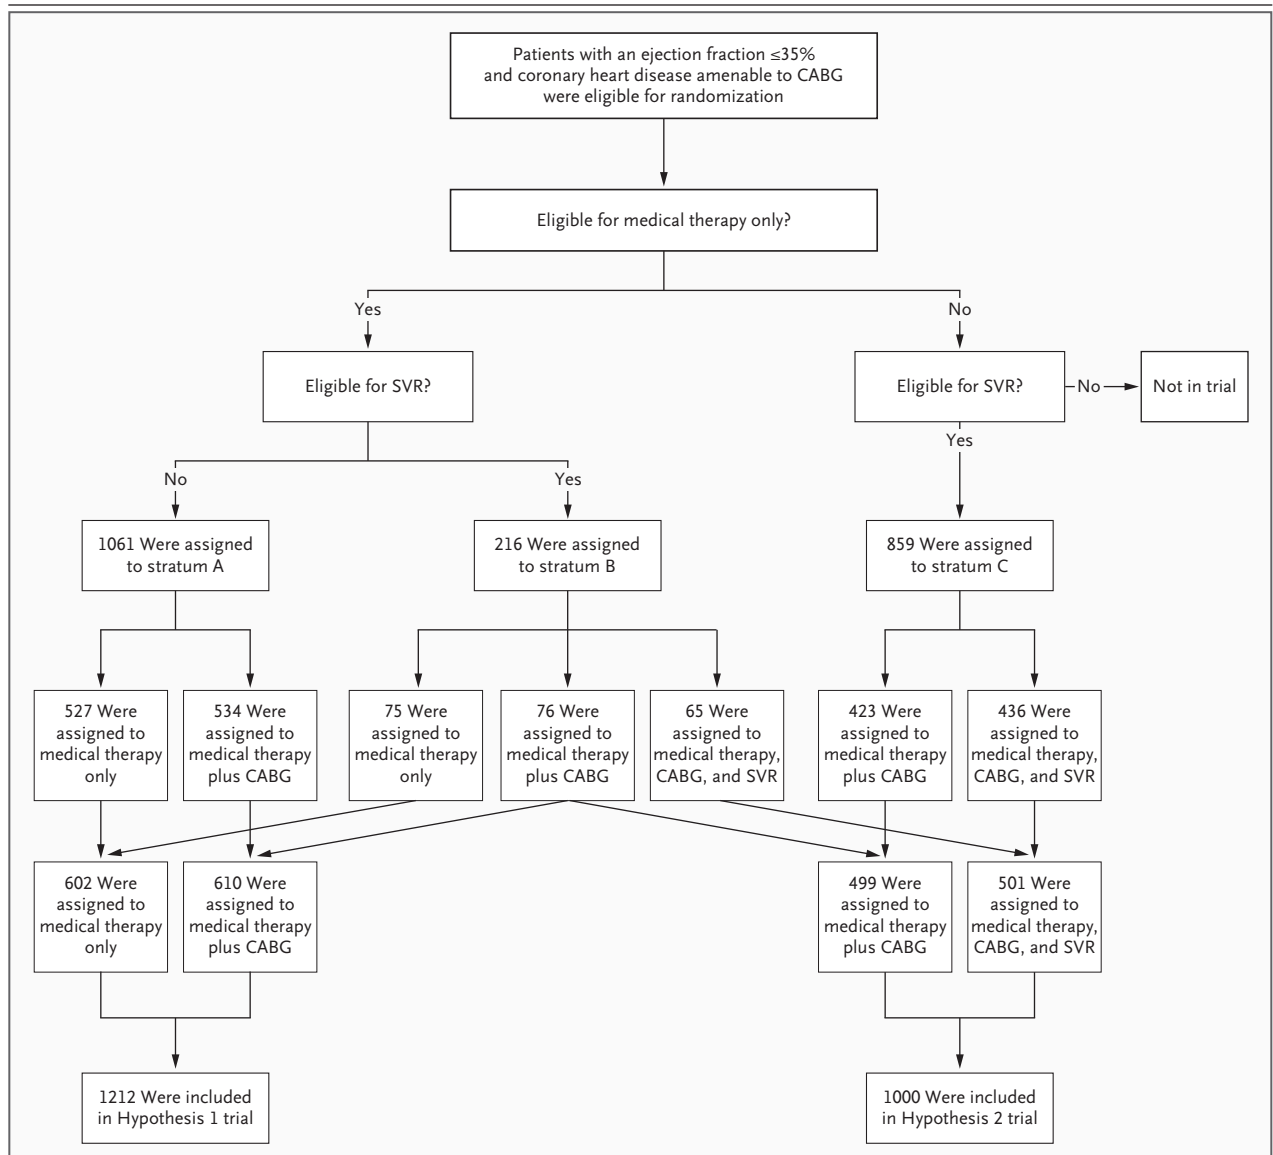 Patients with an ejection fraction ≤35%
and coronary heart disease amenable to CABG
were eligible for randomization
Eligible for medical therapy only?
Yes
No
Eligible for SVR?
Eligible for SVR?
No
Not in trial
Yes
No
Yes
1061 Were assigned
to stratum A
216 Were assigned
to stratum B
859 Were assigned
to stratum C
527 Were
assigned to
medical therapy
only
534 Were
assigned to
medical therapy
plus CABG
75 Were
assigned to
medical therapy
only
76 Were
assigned to
medical therapy
plus CABG
65 Were
assigned to
medical therapy,
CABG, and SVR
423 Were
assigned to
medical therapy
plus CABG
436 Were
assigned to
medical therapy,
CABG, and SVR
602 Were
assigned to
medical therapy
only
610 Were
assigned to
medical therapy
plus CABG
499 Were
assigned to
medical therapy
plus CABG
501 Were
assigned to
medical therapy,
CABG, and SVR
1212 Were included
in Hypothesis 1 trial
1000 Were included
in Hypothesis 2 trial